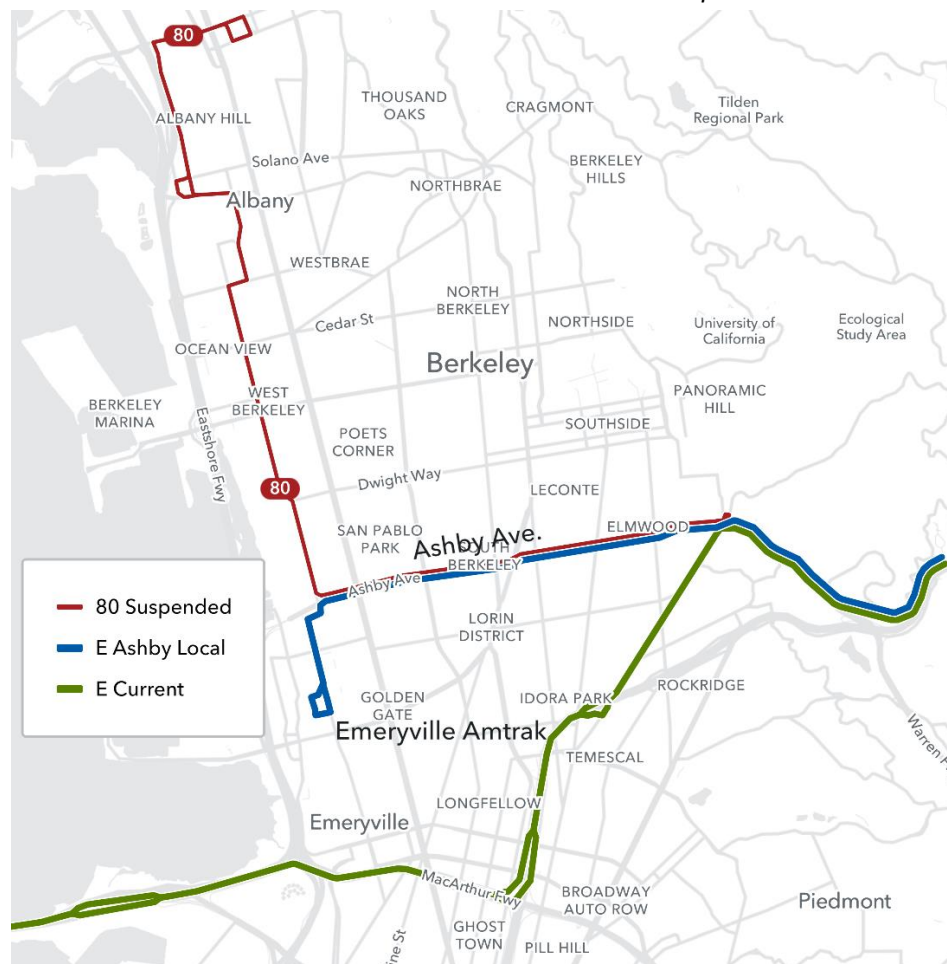 80
ALBANY HILL
THOUSAND
OAKS
CRAGMONT
Tilden
Regional Park
Solano Ave
BERKELEY
HILLS
Albany
NORTHBRAE
WESTBRAE
NORTH
BERKELEY
Cedar St
NORTHSIDE
University of
California
Ecological
Study Area
OCEAN VIEW
Berkeley
BERKELEY
MARINA
Eastshore Fwy
WEST
BERKELEY
PANORAMIC
HILL
POETS
CORNER
SOUTHSIDE
80
Dwight Way
LECONTE
SAN PABLO
PARK
Ashby Ave.
SOUTH
BERKELEY
ELMWOOD
Ashby Ave
80 Suspended
E Ashby Local
E Current
LORIN
DISTRICT
GOLDEN
GATE
IDORA PARK
ROCKRIDGE
Emeryville Amtrak
TEMESCAL
Warren
LONGFELLOW
Emeryville
MacArthur Fwy
BROADWAY
AUTO ROW
Piedmont
GHOST
TOWN
PILL HILL